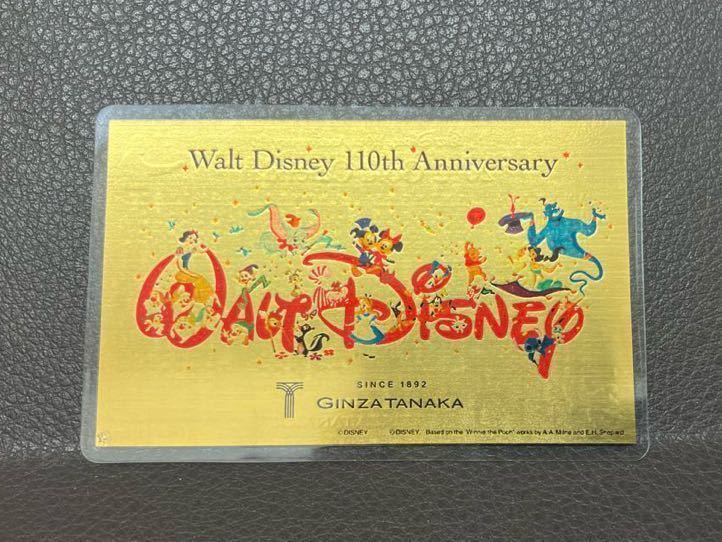 Walt Disney 110th Anniversary
WALT DISNEY
SINCE 1892
GINZATANAKA
©DISNEY ©DISNEY. Based on the "Winnie the Pooh" works by A.A. Milne and E.H. Shepard